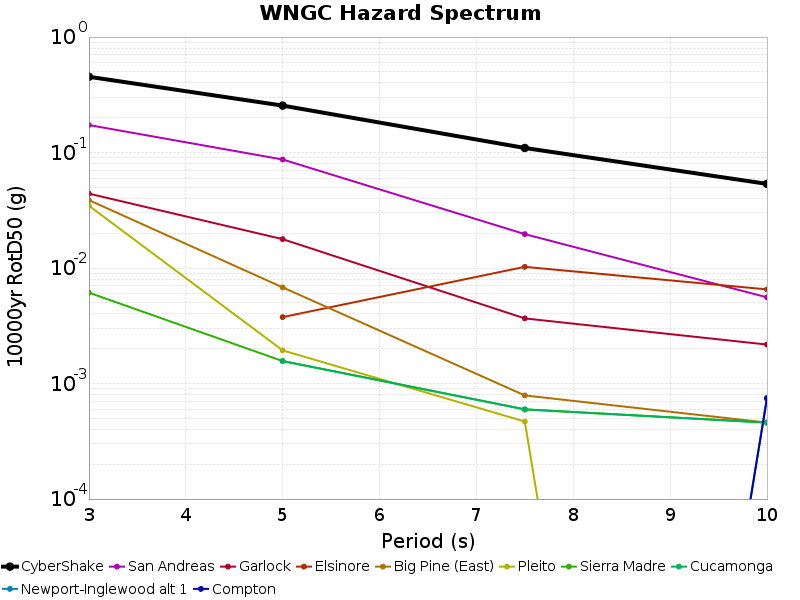 WNGC Hazard Spectrum
10000yr RotD50 (g)
10^0
10^-1
10^-2
10^-3
10^-4
3 4 5 6 7 8 9 10
Period (s)
CyberShake San Andreas Garlock Elsinore Big Pine (East) Pleito Sierra Madre Cucamonga
Newport-Inglewood alt 1 Compton